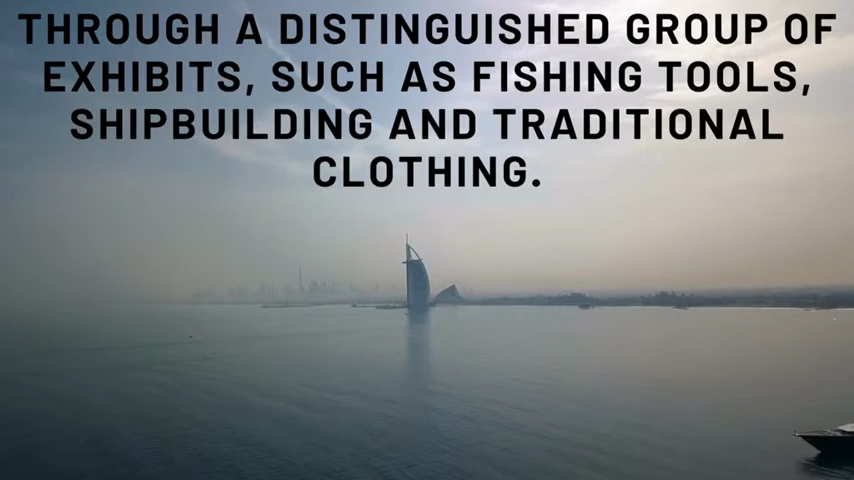 THROUGH A DISTINGUISHED GROUP OF
EXHIBITS, SUCH AS FISHING TOOLS,
SHIPBUILDING AND TRADITIONAL
CLOTHING.